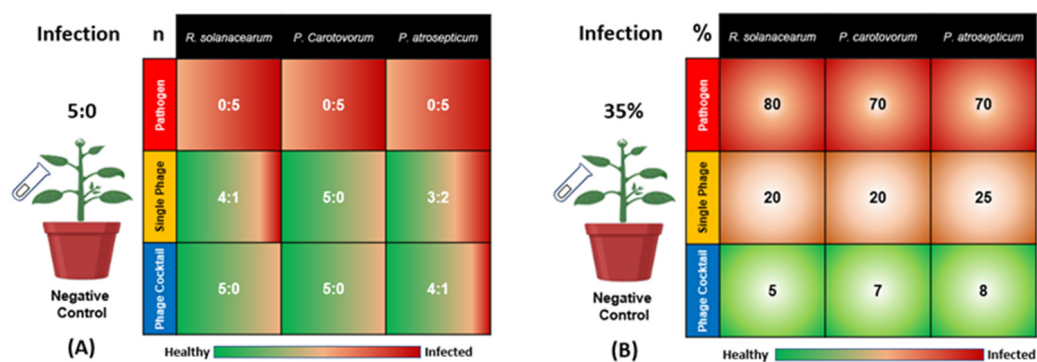 Infection n R. solanacearum P. Carotovorum P. atrosepticum
5:0
Pathogen 0:5 0:5 0:5
Single Phage 4:1 5:0 3:2
Phage Cocktail 5:0 5:0 4:1
Negative
Control
(A)
Healthy Infected
Infection % R. solanacearum P. carotovorum P. atrosepticum
35%
Pathogen 80 70 70
Single Phage 20 20 25
Phage Cocktail 5 7 8
Negative
Control
(B)
Healthy Infected